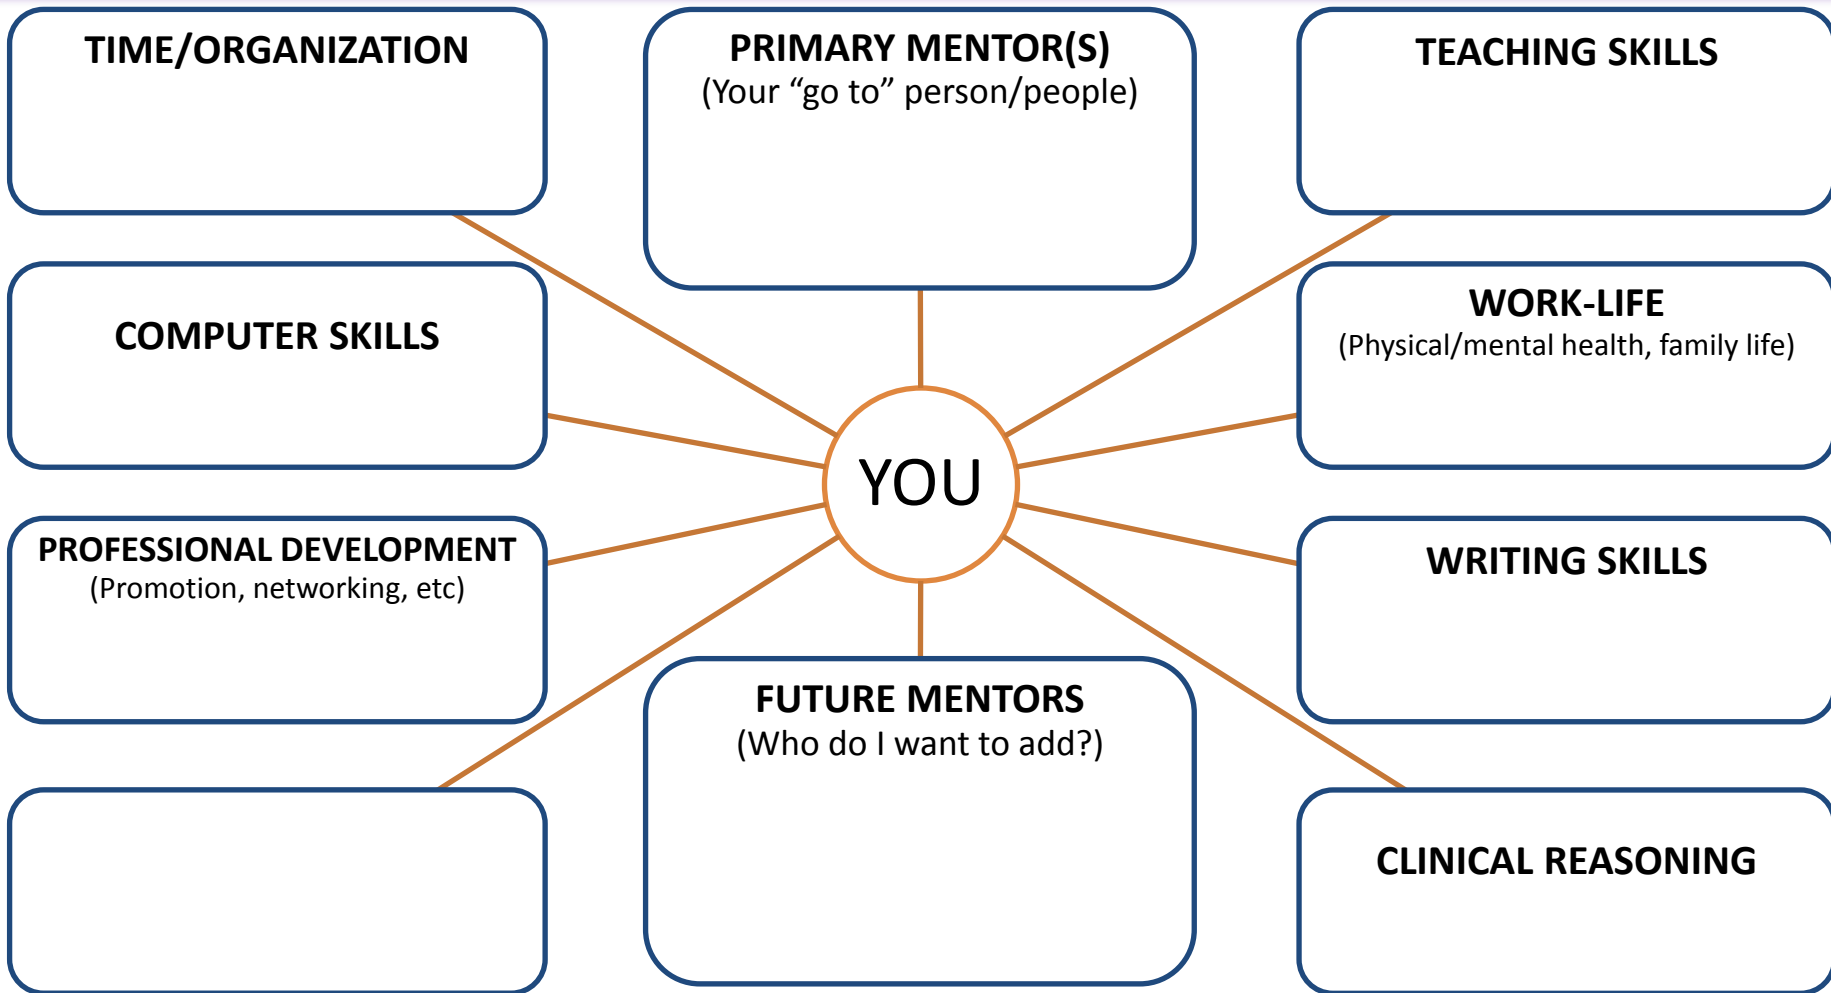 TIME/ORGANIZATION
PRIMARY MENTOR(S)
(Your “go to” person/people)
TEACHING SKILLS
COMPUTER SKILLS
WORK-LIFE
(Physical/mental health, family life)
YOU
PROFESSIONAL DEVELOPMENT
(Promotion, networking, etc)
WRITING SKILLS
FUTURE MENTORS
(Who do I want to add?)
CLINICAL REASONING